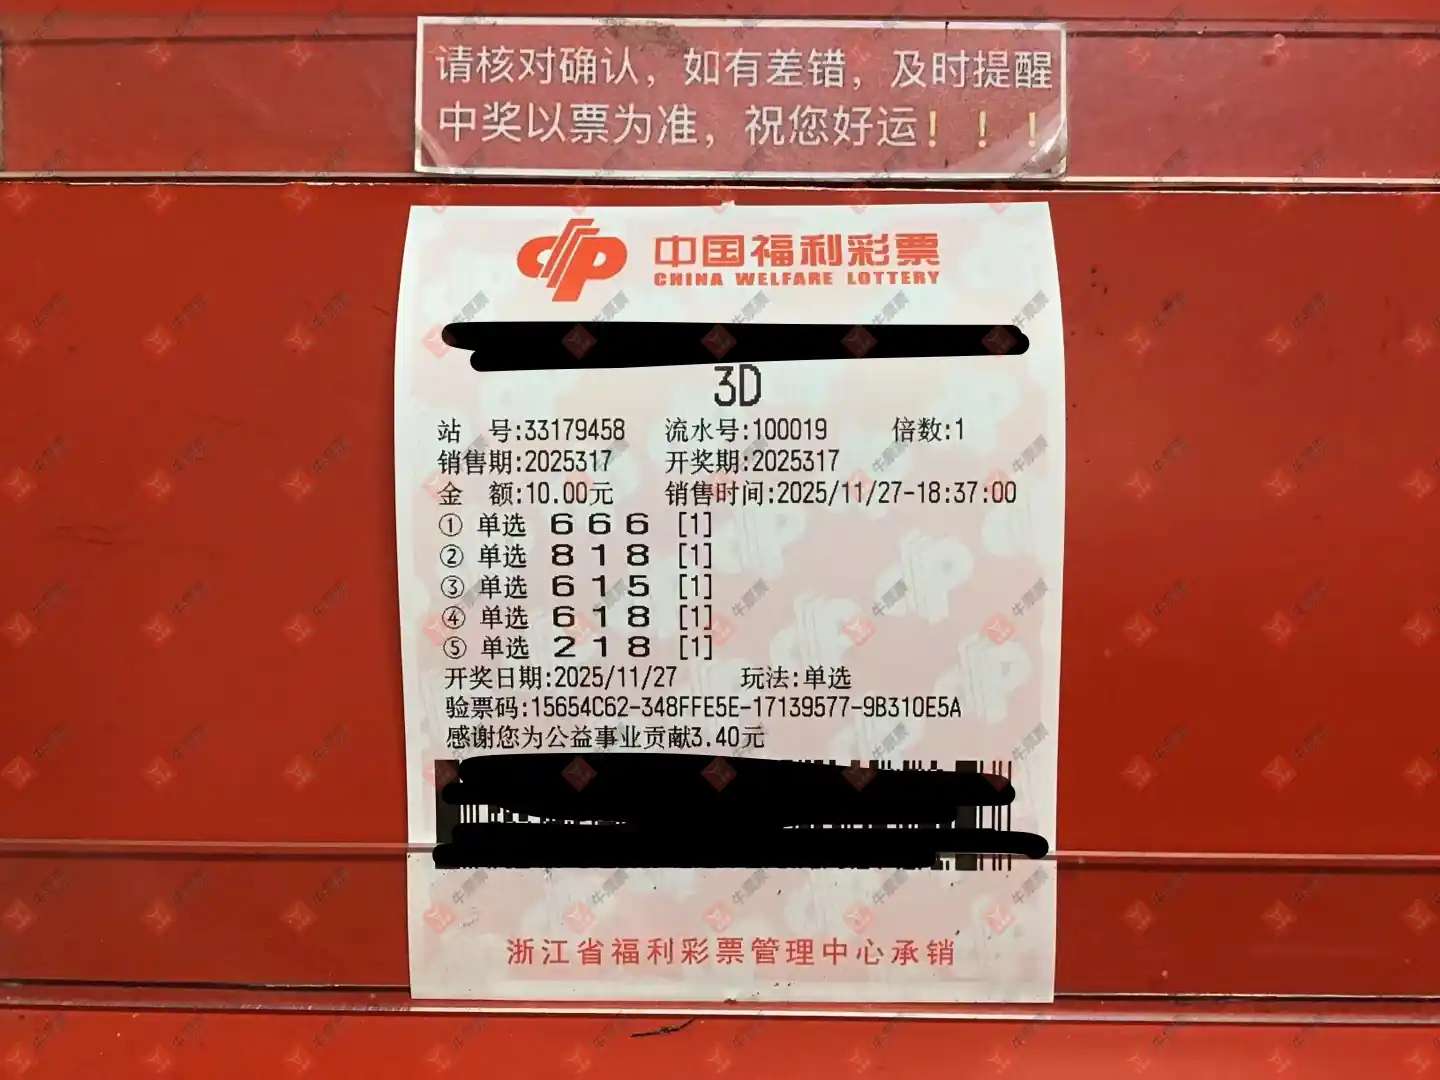 请核对确认，如有差错，及时提醒
中奖以票为准，祝您好运！！！
中国福利彩票
CHINA WELFARE LOTTERY
3D
站 号:33179458 流水号:100019 倍数:1
销售期:2025317 开奖期:2025317
金 额:10.00元 销售时间:2025/11/27-18:37:00
① 单选 6 6 6 [1]
② 单选 8 1 8 [1]
③ 单选 6 1 5 [1]
④ 单选 6 1 8 [1]
⑤ 单选 2 1 8 [1]
开奖日期:2025/11/27 玩法:单选
验票码:15654C62-348FFE5E-17139577-9B310E5A
感谢您为公益事业贡献3.40元
浙江省福利彩票管理中心承销